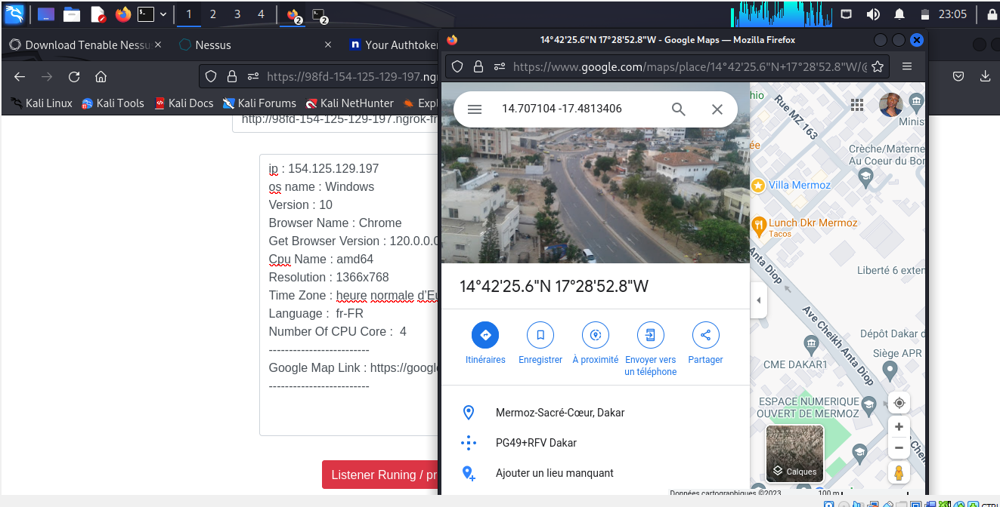 1 2 3 4 2 2 23:05
Download Tenable Nessu
Nessus
Your Authtoken
14°42'25.6"N 17°28'52.8"W - Google Maps — Mozilla Firefox
https://98fd-154-125-129-197.ng
https://www.google.com/maps/place/14°42'25.6"N+17°28'52.8"W/@
Kali Linux Kali Tools Kali Docs Kali Forums Kali NetHunter Expl
http://98fd-154-125-129-197.ngrok-fr
ip : 154.125.129.197
os name : Windows
Version : 10
Browser Name : Chrome
Get Browser Version : 120.0.0.0
Cpu Name : amd64
Resolution : 1366x768
Time Zone : heure normale d’Eu
Language : fr-FR
Number Of CPU Core : 4
-------------------------
Google Map Link : https://google
-------------------------
Listener Runing / pr
14.707104 -17.4813406
14°42'25.6"N 17°28'52.8"W
Itinéraires
Enregistrer
À proximité
Envoyer vers
un téléphone
Partager
Mermoz-Sacré-Cœur, Dakar
PG49+RFV Dakar
Ajouter un lieu manquant
hio
Rue MZ 163
Minis
ée
Crèche/Materne
Au Coeur du Bon
Villa Mermoz
Lunch Dkr Mermoz
Tacos
Anta Diop
Liberté 6 exten
Ave Cheikh Anta Diop
Dépôt Dakar d
Siège APR
CME DAKAR1
ESPACE NUMERIQUE
OUVERT DE MERMOZ
Calques
Données cartographiques ©2023 100 m